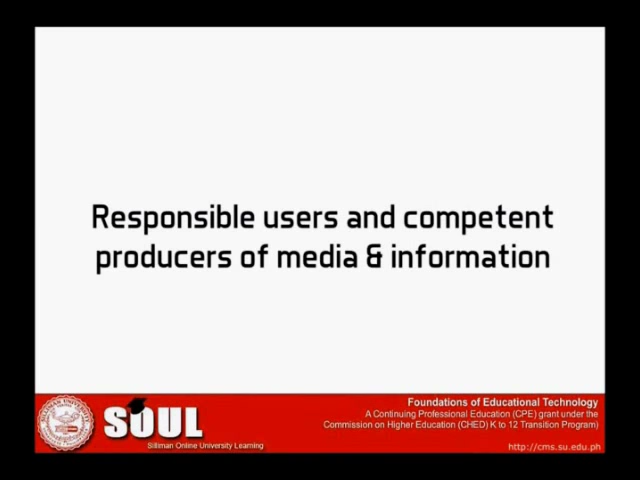 Responsible users and competent
producers of media & information
SOUL
Silliman Online University Learning
Foundations of Educational Technology
A Continuing Professional Education (CPE) grant under the
Commission on Higher Education (CHED) K to 12 Transition Program)
http://cms.su.edu.ph